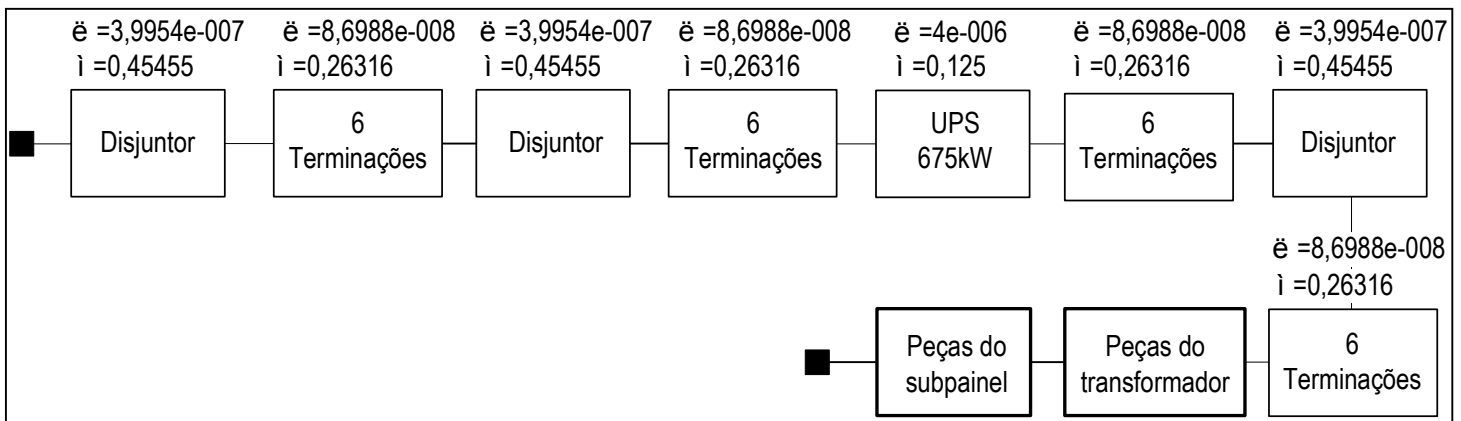 ë =3,9954e-007 ë =8,6988e-008 ë =3,9954e-007 ë =8,6988e-008 ë =4e-006 ë =8,6988e-008 ë =3,9954e-007
ì =0,45455 ì =0,26316 ì =0,45455 ì =0,26316 ì =0,125 ì =0,26316 ì =0,45455
Disjuntor
6
Terminações
Disjuntor
6
Terminações
UPS
675kW
6
Terminações
Disjuntor
ë =8,6988e-008
ì =0,26316
Peças do
subpainel
Peças do
transformador
6
Terminações